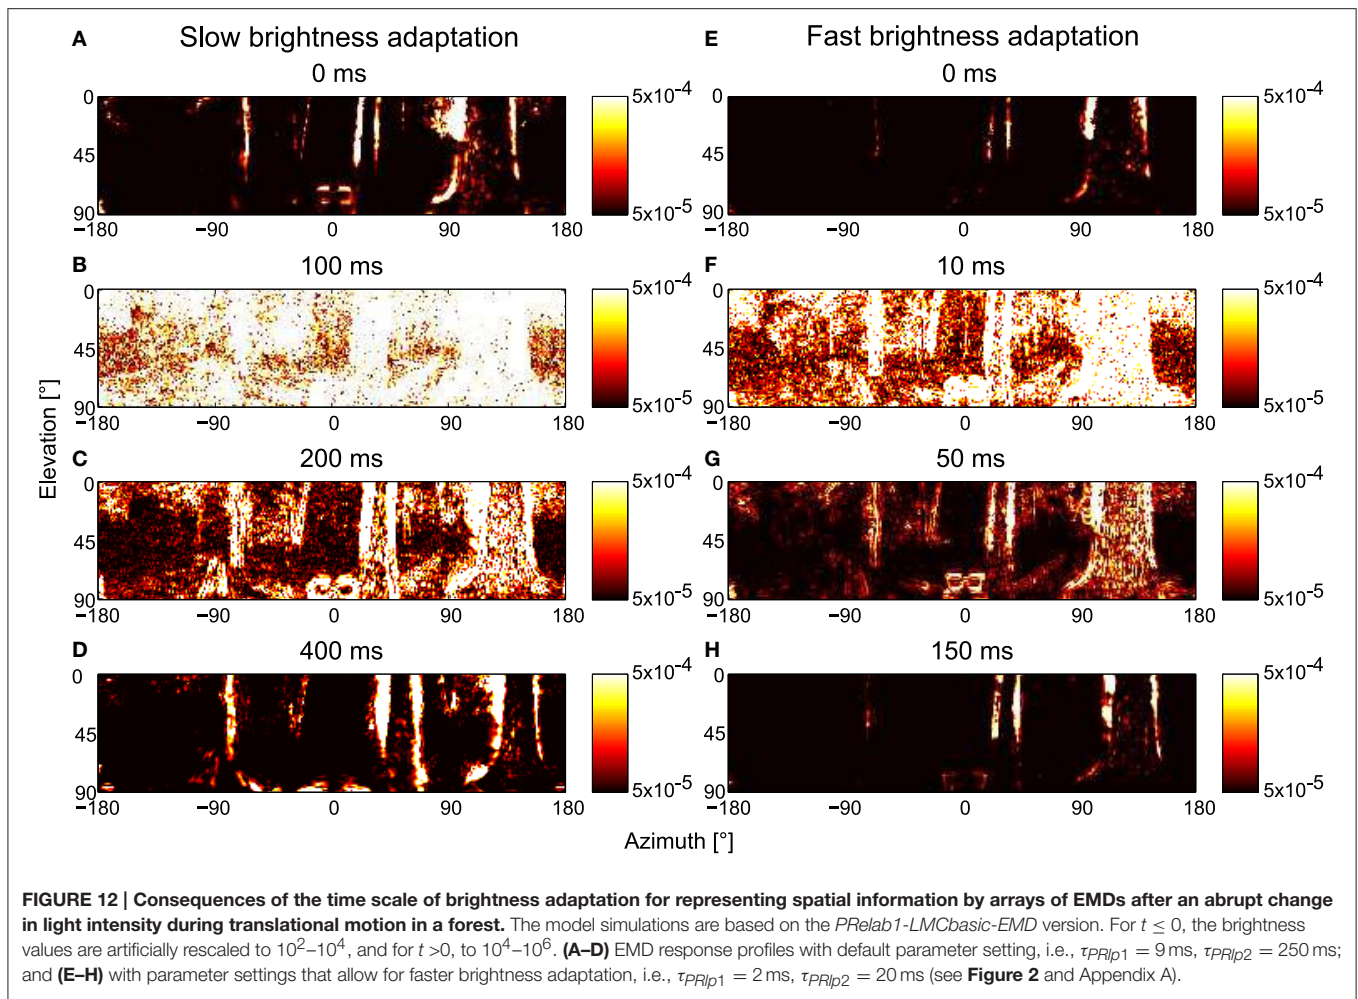 A Slow brightness adaptation
0 ms
0
45
90
−180 −90 0 90 180
5x10⁻⁴
5x10⁻⁵
B 100 ms
0
45
90
−180 −90 0 90 180
5x10⁻⁴
5x10⁻⁵
C 200 ms
0
45
90
−180 −90 0 90 180
5x10⁻⁴
5x10⁻⁵
D 400 ms
0
45
90
−180 −90 0 90 180
5x10⁻⁴
5x10⁻⁵
E Fast brightness adaptation
0 ms
0
45
90
−180 −90 0 90 180
5x10⁻⁴
5x10⁻⁵
F 10 ms
0
45
90
−180 −90 0 90 180
5x10⁻⁴
5x10⁻⁵
G 50 ms
0
45
90
−180 −90 0 90 180
5x10⁻⁴
5x10⁻⁵
H 150 ms
0
45
90
−180 −90 0 90 180
5x10⁻⁴
5x10⁻⁵
Elevation [°]
Azimuth [°]
FIGURE 12 | Consequences of the time scale of brightness adaptation for representing spatial information by arrays of EMDs after an abrupt change
in light intensity during translational motion in a forest. The model simulations are based on the PRelab1-LMCbasic-EMD version. For t ≤ 0, the brightness
values are artificially rescaled to 10²–10⁴, and for t >0, to 10⁴–10⁶. (A–D) EMD response profiles with default parameter setting, i.e., τPRlp1 = 9 ms, τPRlp2 = 250 ms;
and (E–H) with parameter settings that allow for faster brightness adaptation, i.e., τPRlp1 = 2 ms, τPRlp2 = 20 ms (see Figure 2 and Appendix A).